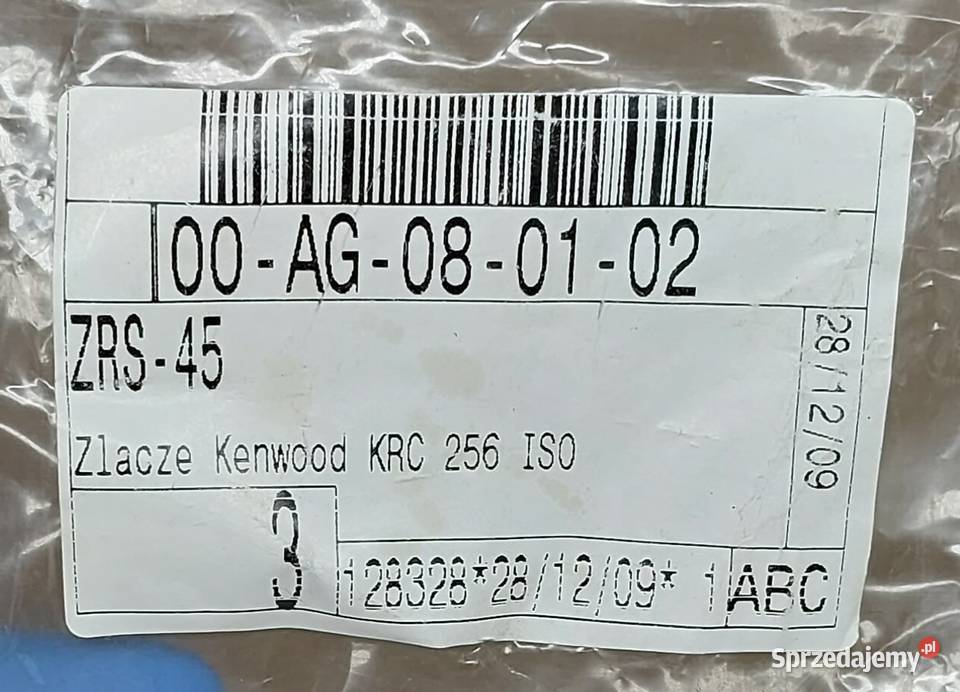 00-AG-08-01-02
ZRS-45
28/12/09
Zlacze Kenwood KRC 256 ISO
3
128328*28/12/09* 1
ABC
Sprzedajemy.pl